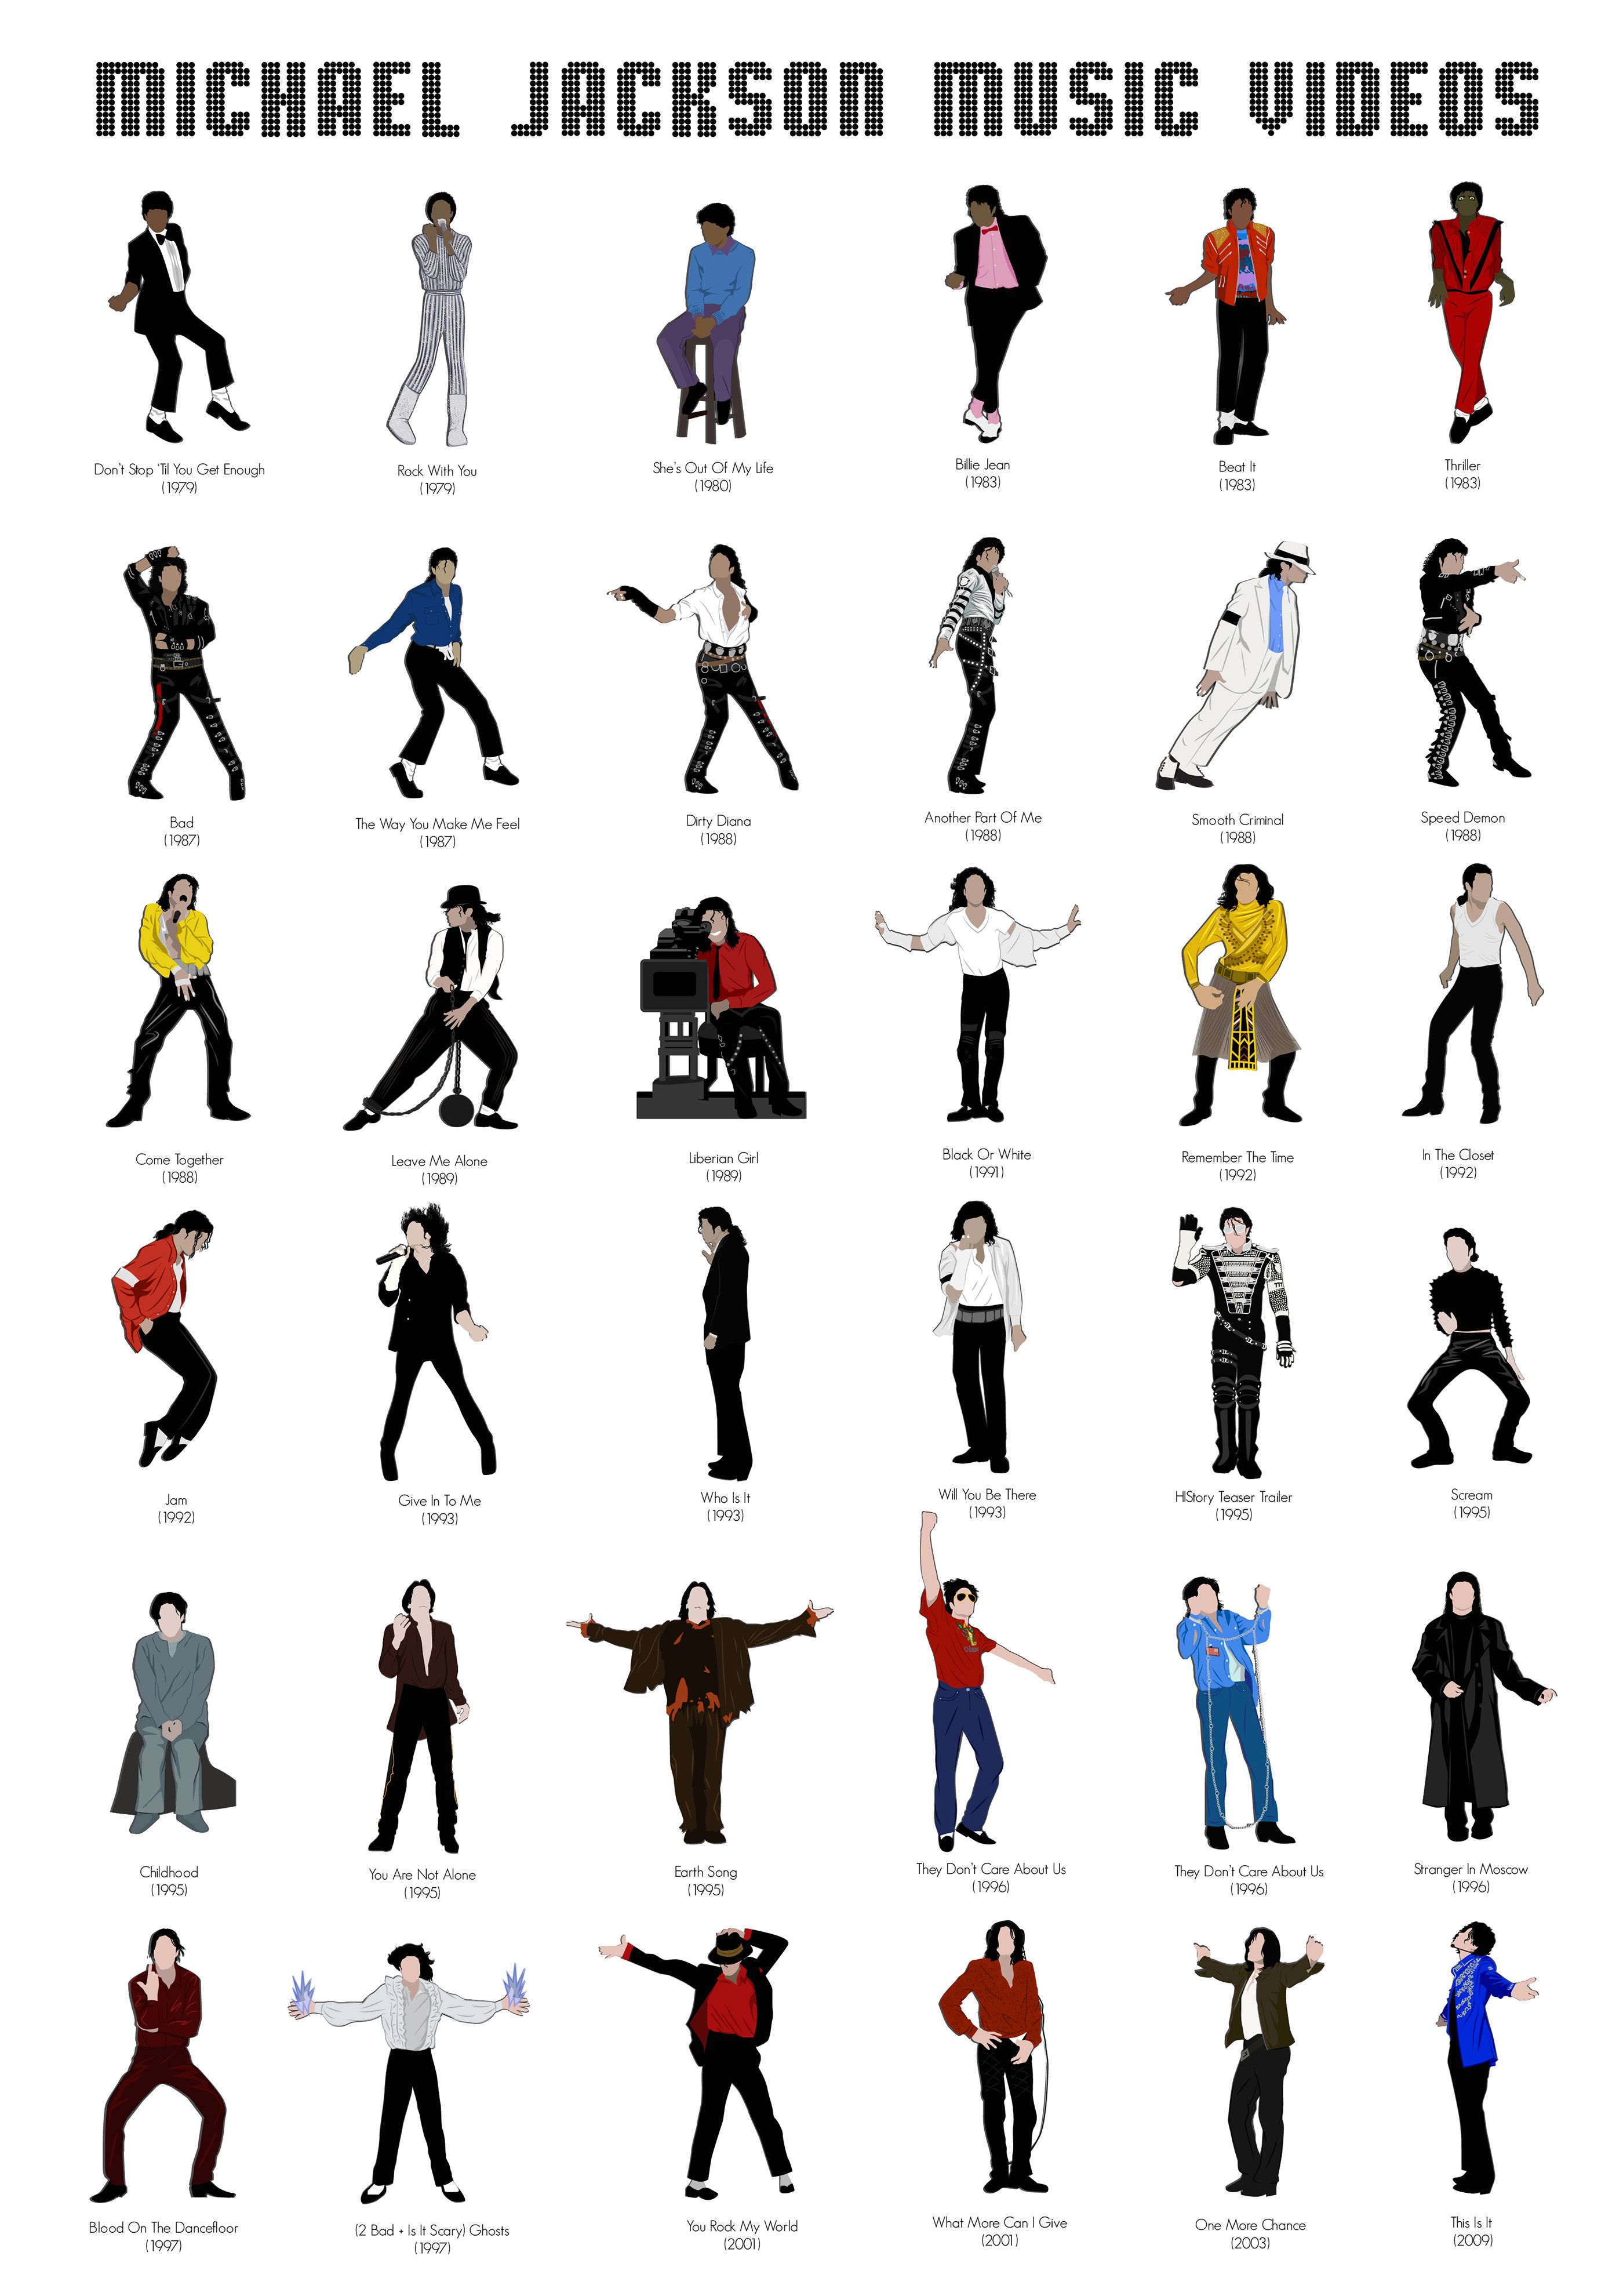 MICHAEL JACKSON MUSIC VIDEOS
Don't Stop 'Til You Get Enough
(1979)
Rock With You
(1979)
She's Out Of My Life
(1980)
Billie Jean
(1983)
Beat It
(1983)
Thriller
(1983)
Bad
(1987)
The Way You Make Me Feel
(1987)
Dirty Diana
(1988)
Another Part Of Me
(1988)
Smooth Criminal
(1988)
Speed Demon
(1988)
Come Together
(1988)
Leave Me Alone
(1989)
Liberian Girl
(1989)
Black Or White
(1991)
Remember The Time
(1992)
In The Closet
(1992)
Jam
(1992)
Give In To Me
(1993)
Who Is It
(1993)
Will You Be There
(1993)
HIStory Teaser Trailer
(1995)
Scream
(1995)
Childhood
(1995)
You Are Not Alone
(1995)
Earth Song
(1995)
They Don't Care About Us
(1996)
They Don't Care About Us
(1996)
Stranger In Moscow
(1996)
Blood On The Dancefloor
(1997)
(2 Bad + Is It Scary) Ghosts
(1997)
You Rock My World
(2001)
What More Can I Give
(2001)
One More Chance
(2003)
This Is It
(2009)